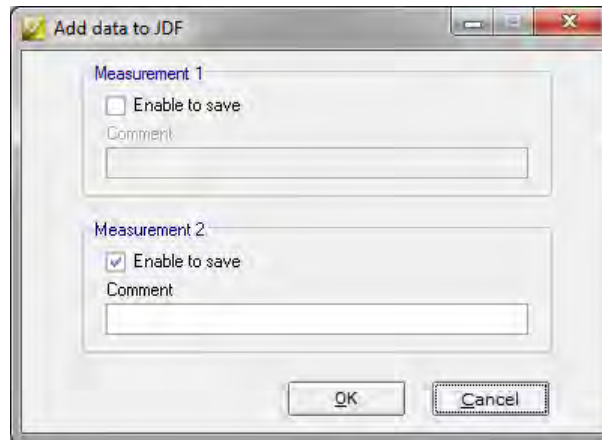 Add data to JDF
Measurement 1
Enable to save
Comment
Measurement 2
Enable to save
Comment
OK
Cancel